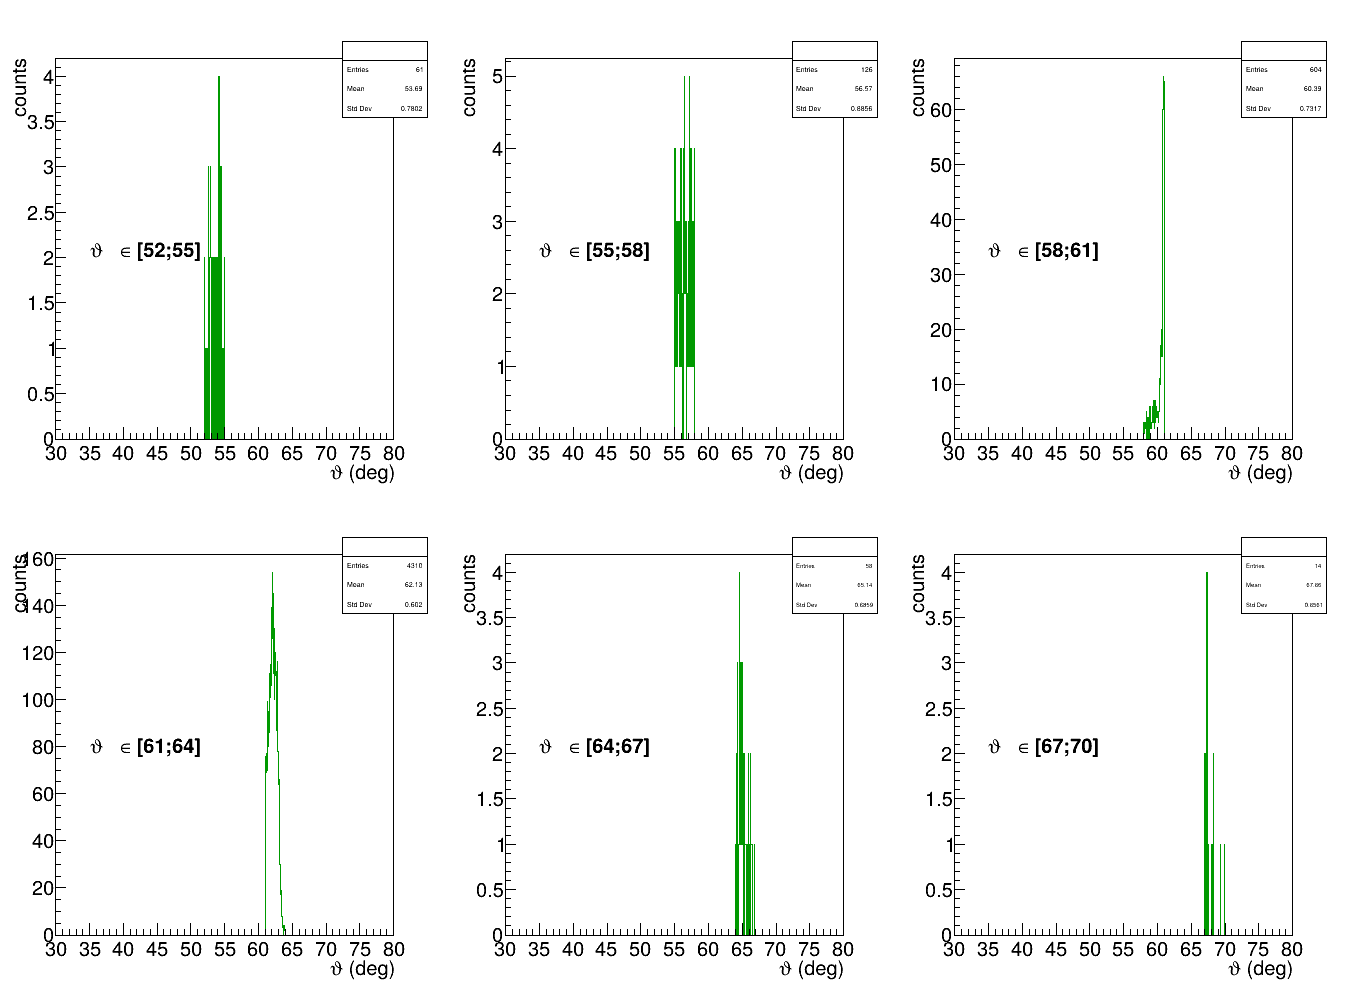 counts
4
3.5
3
2.5
2
1.5
1
0.5
0
30 35 40 45 50 55 60 65 70 75 80
ϑ (deg)
ϑ ∈ [52;55]
Entries 61
Mean 53.69
Std Dev 0.7802
counts
5
4
3
2
1
0
30 35 40 45 50 55 60 65 70 75 80
ϑ (deg)
ϑ ∈ [55;58]
Entries 126
Mean 56.57
Std Dev 0.8856
counts
60
50
40
30
20
10
0
30 35 40 45 50 55 60 65 70 75 80
ϑ (deg)
ϑ ∈ [58;61]
Entries 604
Mean 60.39
Std Dev 0.7317
counts
160
140
120
100
80
60
40
20
0
30 35 40 45 50 55 60 65 70 75 80
ϑ (deg)
ϑ ∈ [61;64]
Entries 4310
Mean 62.13
Std Dev 0.602
counts
4
3.5
3
2.5
2
1.5
1
0.5
0
30 35 40 45 50 55 60 65 70 75 80
ϑ (deg)
ϑ ∈ [64;67]
Entries 58
Mean 65.14
Std Dev 0.6859
counts
4
3.5
3
2.5
2
1.5
1
0.5
0
30 35 40 45 50 55 60 65 70 75 80
ϑ (deg)
ϑ ∈ [67;70]
Entries 14
Mean 67.86
Std Dev 0.8561